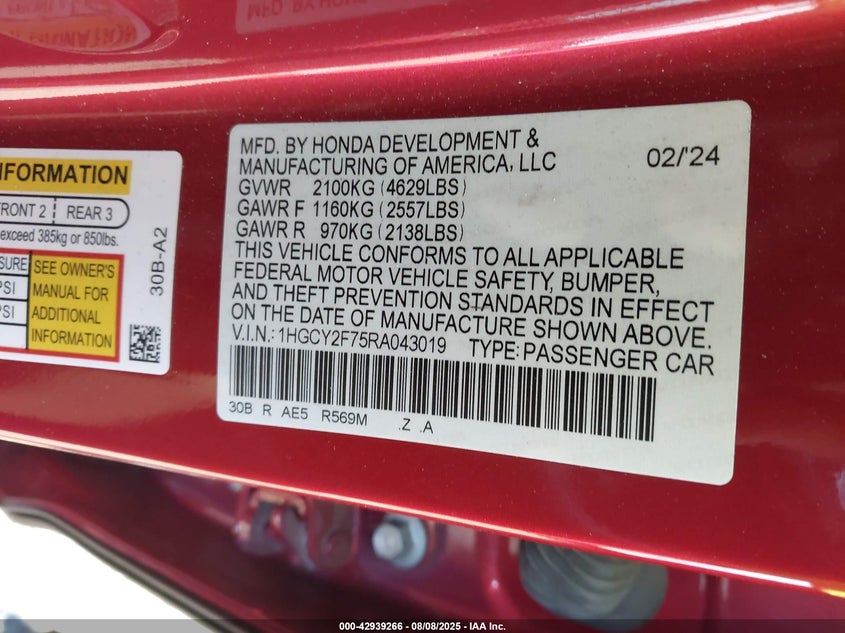 MFD. BY HONDA DEVELOPMENT &
MANUFACTURING OF AMERICA, LLC 02/'24
GVWR 2100KG (4629LBS)
GAWR F 1160KG (2557LBS)
GAWR R 970KG (2138LBS)
THIS VEHICLE CONFORMS TO ALL APPLICABLE
FEDERAL MOTOR VEHICLE SAFETY, BUMPER,
AND THEFT PREVENTION STANDARDS IN EFFECT
ON THE DATE OF MANUFACTURE SHOWN ABOVE.
V.I.N.: 1HGCY2F75RA043019 TYPE: PASSENGER CAR
30B R AE5 R569M .Z .A
INFORMATION
FRONT 2 REAR 3
exceed 385kg or 850lbs.
SEE OWNER'S
MANUAL FOR
ADDITIONAL
INFORMATION
PSI
PSI
30B-A2
000-42939266 - 08/08/2025 - IAA Inc.